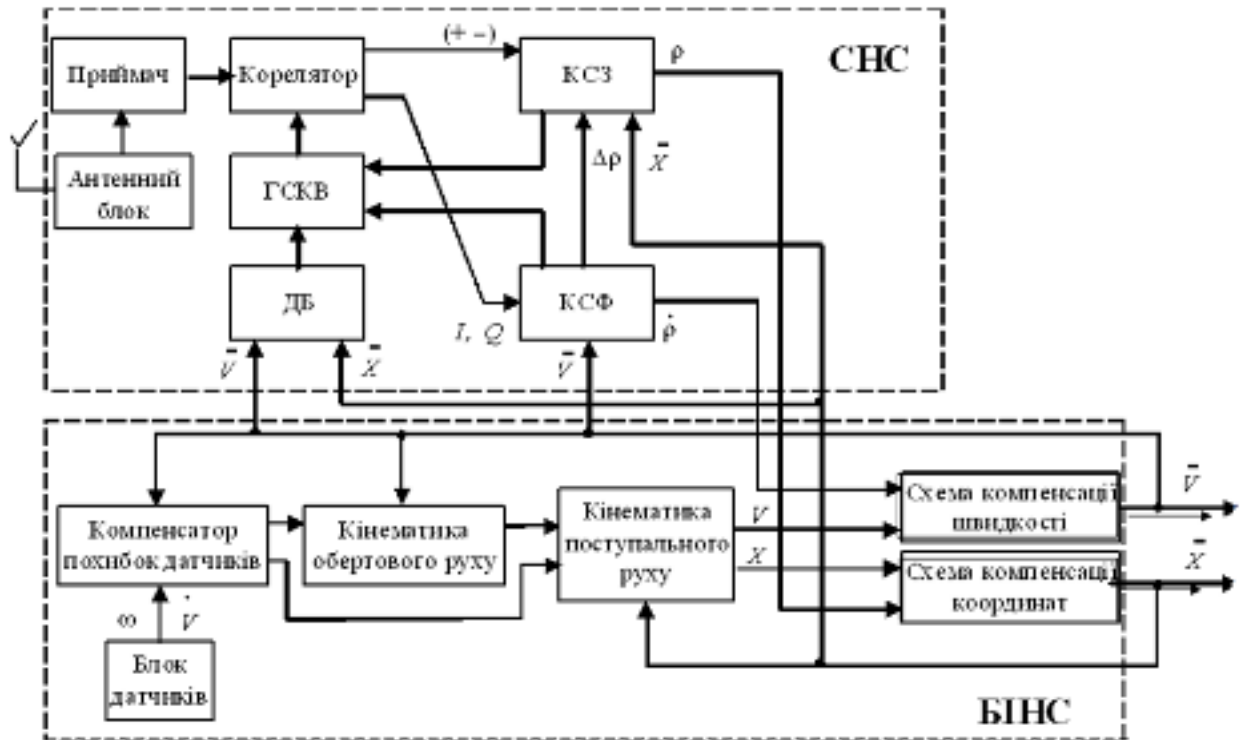 (+ −)
СНС
Приймач
Корелятор
КСЗ
ρ
Δρ
X̄
Антенний
блок
ГСКВ
ДБ
КСФ
I, Q
ρ̇
V̄
X̄
V̄
Компенсатор
похибок датчиків
Кінематика
обертового руху
Кінематика
поступального
руху
V
X
Схема компенсації
швидкості
V̄
Схема компенсації
координат
X̄
ω
V̇
Блок
датчиків
БІНС